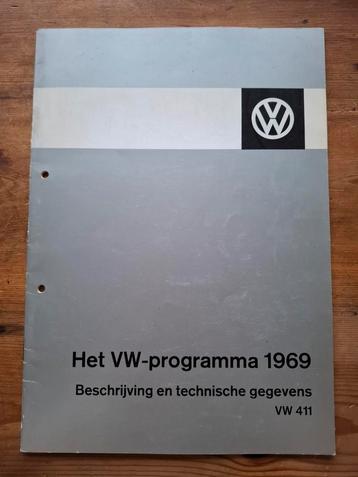 Het VW-programma 1969
Beschrijving en technische gegevens
VW 411